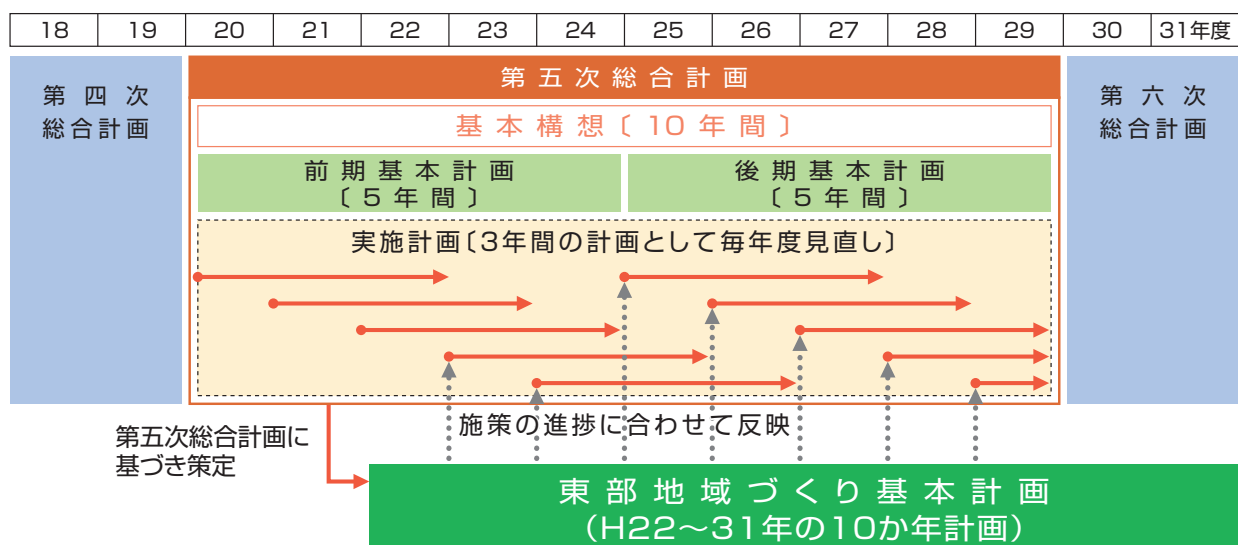 18 19 20 21 22 23 24 25 26 27 28 29 30 31年度
第四次
総合計画
第五次総合計画
第六次
総合計画
基本構想〔10年間〕
前期基本計画
〔5年間〕
後期基本計画
〔5年間〕
実施計画〔3年間の計画として毎年度見直し〕
施策の進捗に合わせて反映
第五次総合計画に
基づき策定
東部地域づくり基本計画
(H22〜31年の10か年計画)